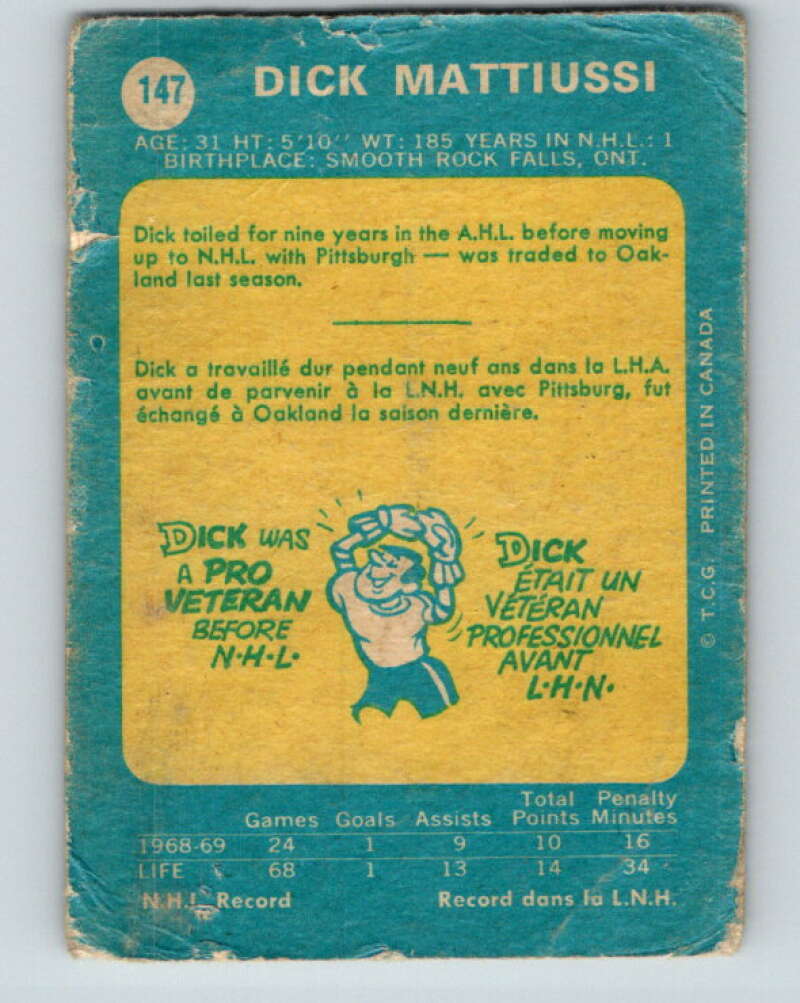 147 DICK MATTIUSSI
AGE: 31 HT: 5'10" WT: 185 YEARS IN N.H.L.: 1
BIRTHPLACE: SMOOTH ROCK FALLS, ONT.
Dick toiled for nine years in the A.H.L. before moving
up to N.H.L. with Pittsburgh — was traded to Oak-
land last season.
Dick a travaillé dur pendant neuf ans dans la L.H.A.
avant de parvenir à la L.N.H. avec Pittsburg, fut
échangé à Oakland la saison dernière.
DICK WAS
A PRO
VETERAN
BEFORE
N·H·L·
DICK
ÉTAIT UN
VÉTÉRAN
PROFESSIONNEL
AVANT
L·H·N·
© T.C.G. PRINTED IN CANADA
Total Penalty
Games Goals Assists Points Minutes
1968-69 24 1 9 10 16
LIFE 68 1 13 14 34
N.H.L. Record Record dans la L.N.H.